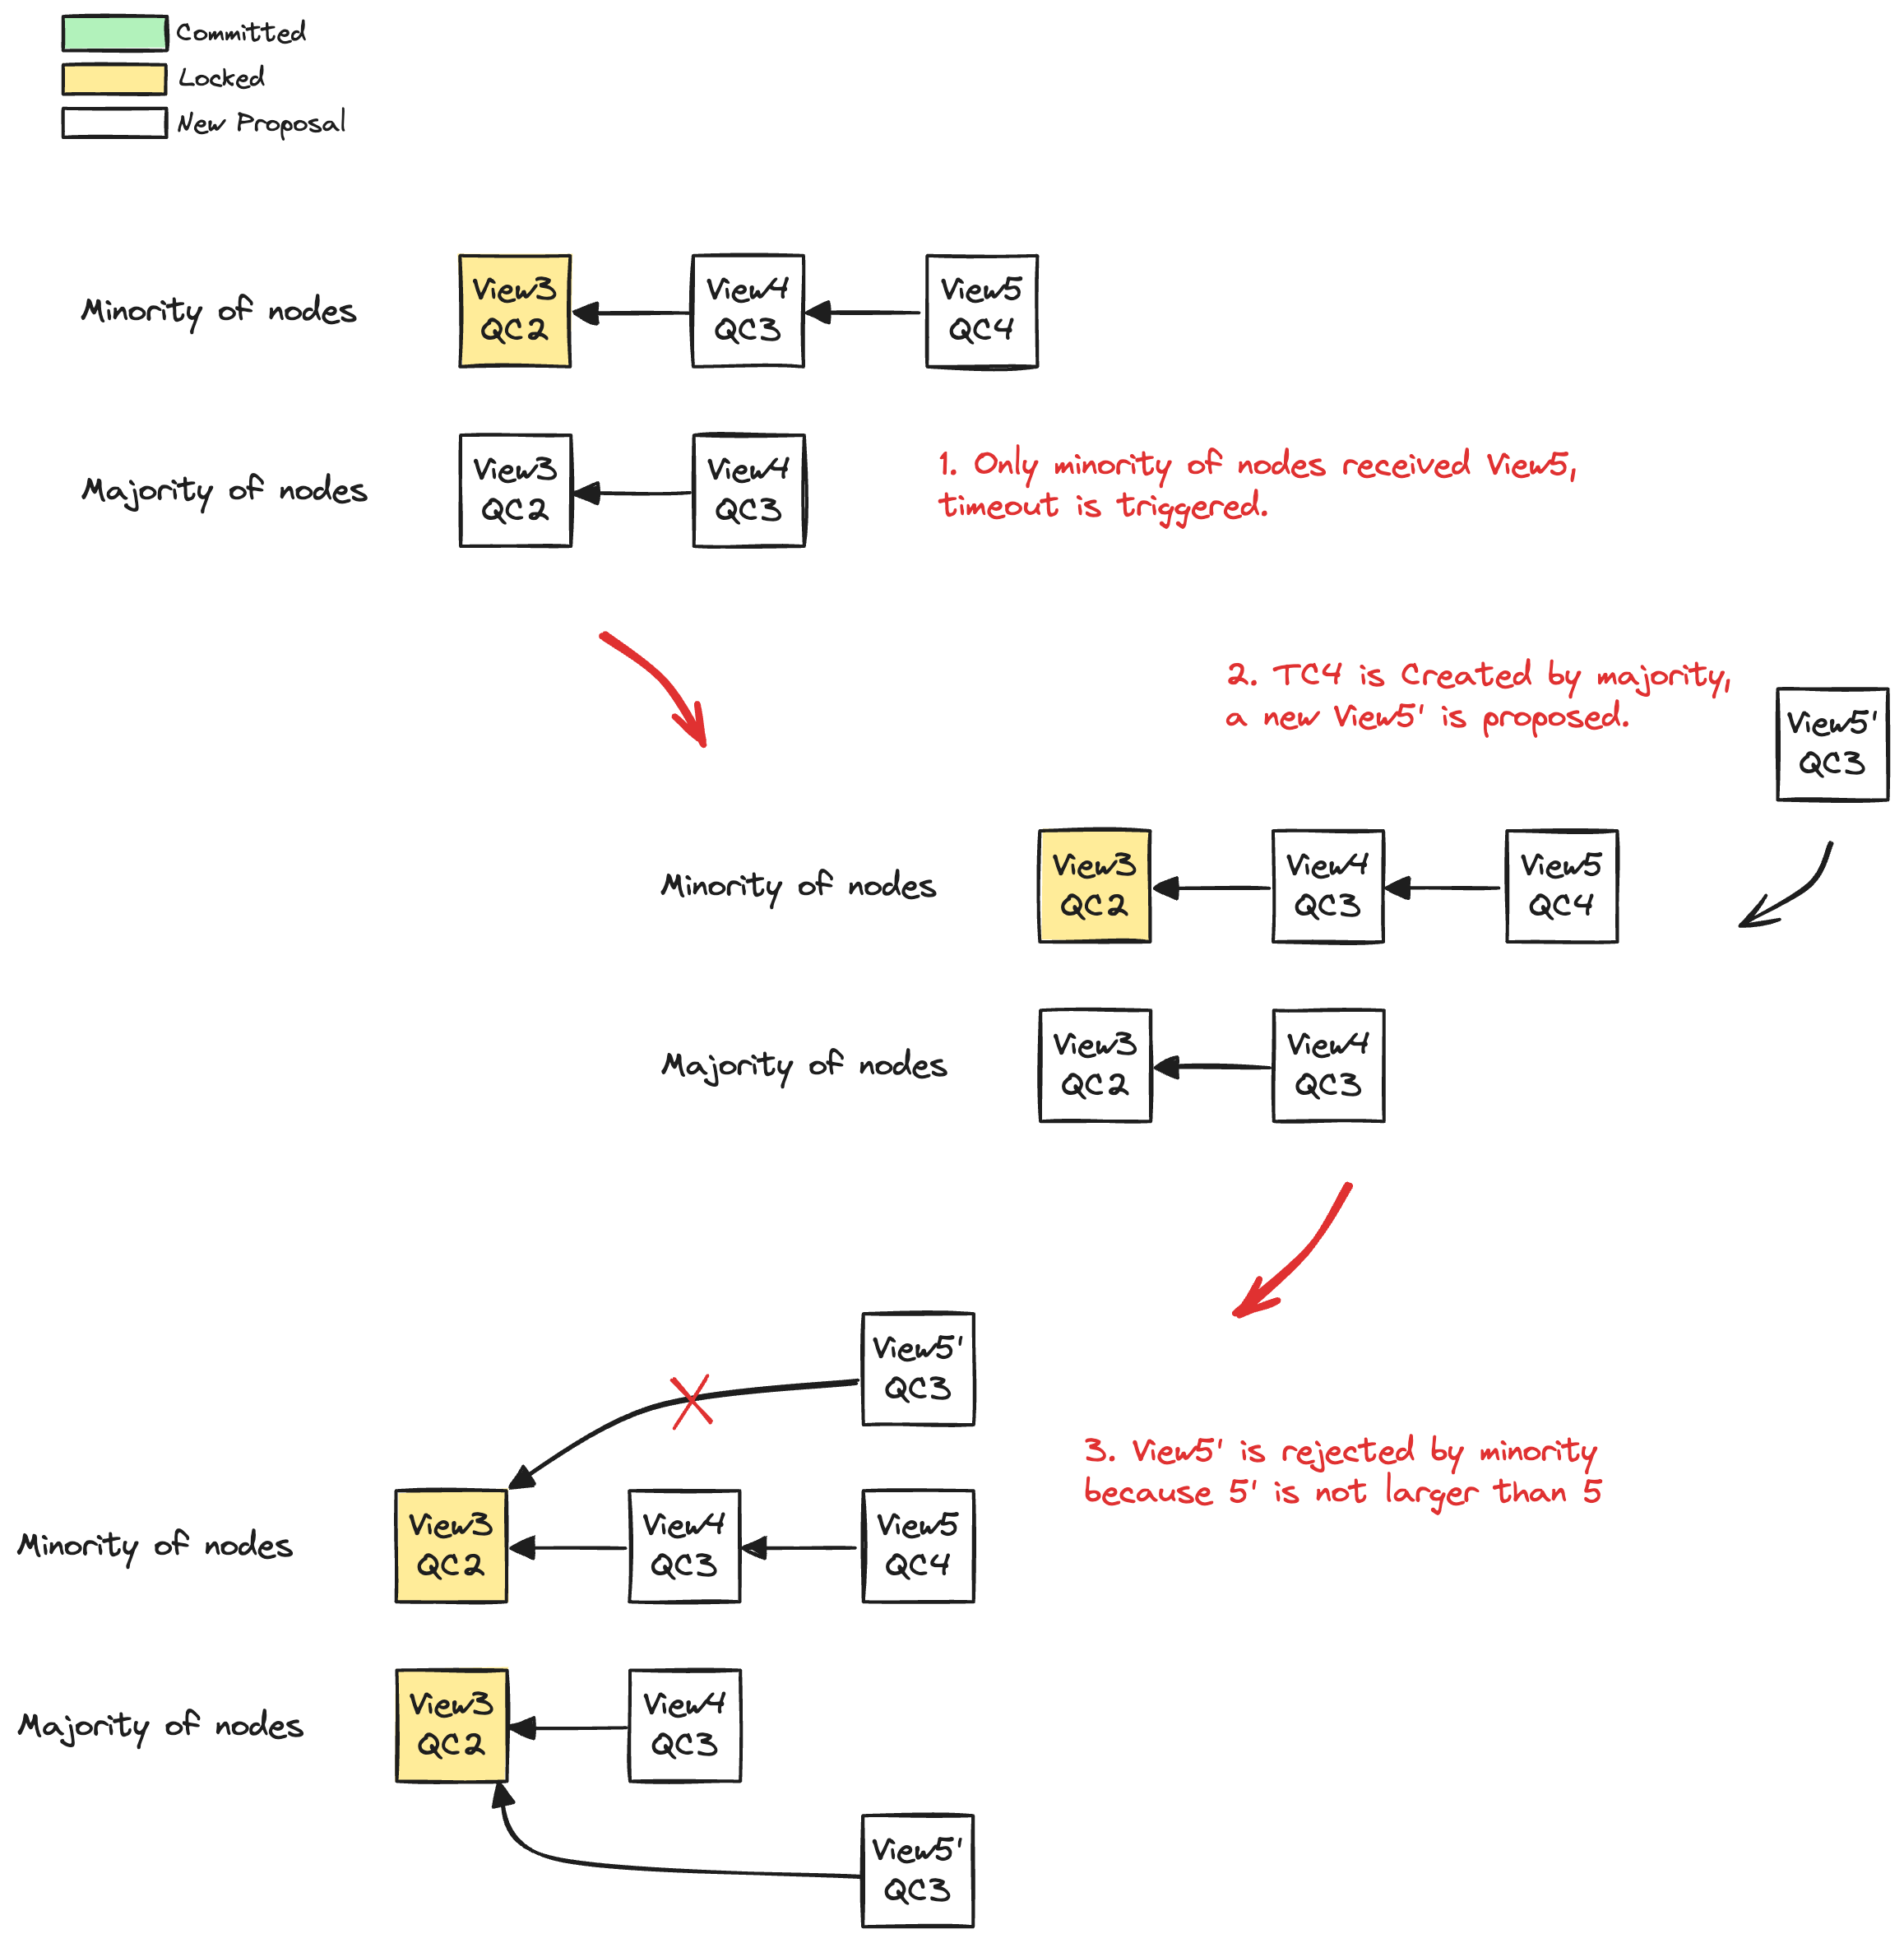 Committed
Locked
New Proposal
Minority of nodes
View3
QC2
View4
QC3
View5
QC4
Majority of nodes
View3
QC2
View4
QC3
1. Only minority of nodes received View5,
timeout is triggered.
2. TC4 is Created by majority,
a new View5' is proposed.
View5'
QC3
Minority of nodes
View3
QC2
View4
QC3
View5
QC4
Majority of nodes
View3
QC2
View4
QC3
View5'
QC3
3. View5' is rejected by minority
because 5' is not larger than 5
Minority of nodes
View3
QC2
View4
QC3
View5
QC4
Majority of nodes
View3
QC2
View4
QC3
View5'
QC3